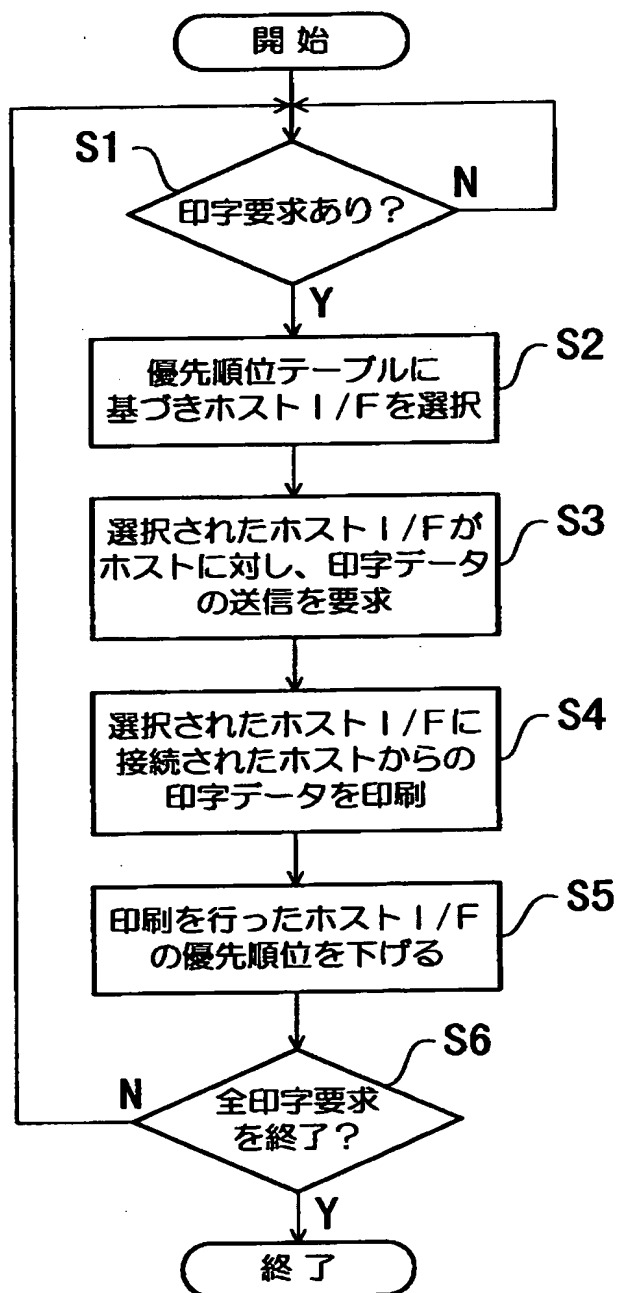 開始
S1
印字要求あり？
N
Y
S2
優先順位テーブルに
基づきホストI/Fを選択
S3
選択されたホストI/Fが
ホストに対し、印字データ
の送信を要求
S4
選択されたホストI/Fに
接続されたホストからの
印字データを印刷
S5
印刷を行ったホストI/F
の優先順位を下げる
S6
N
全印字要求
を終了？
Y
終了